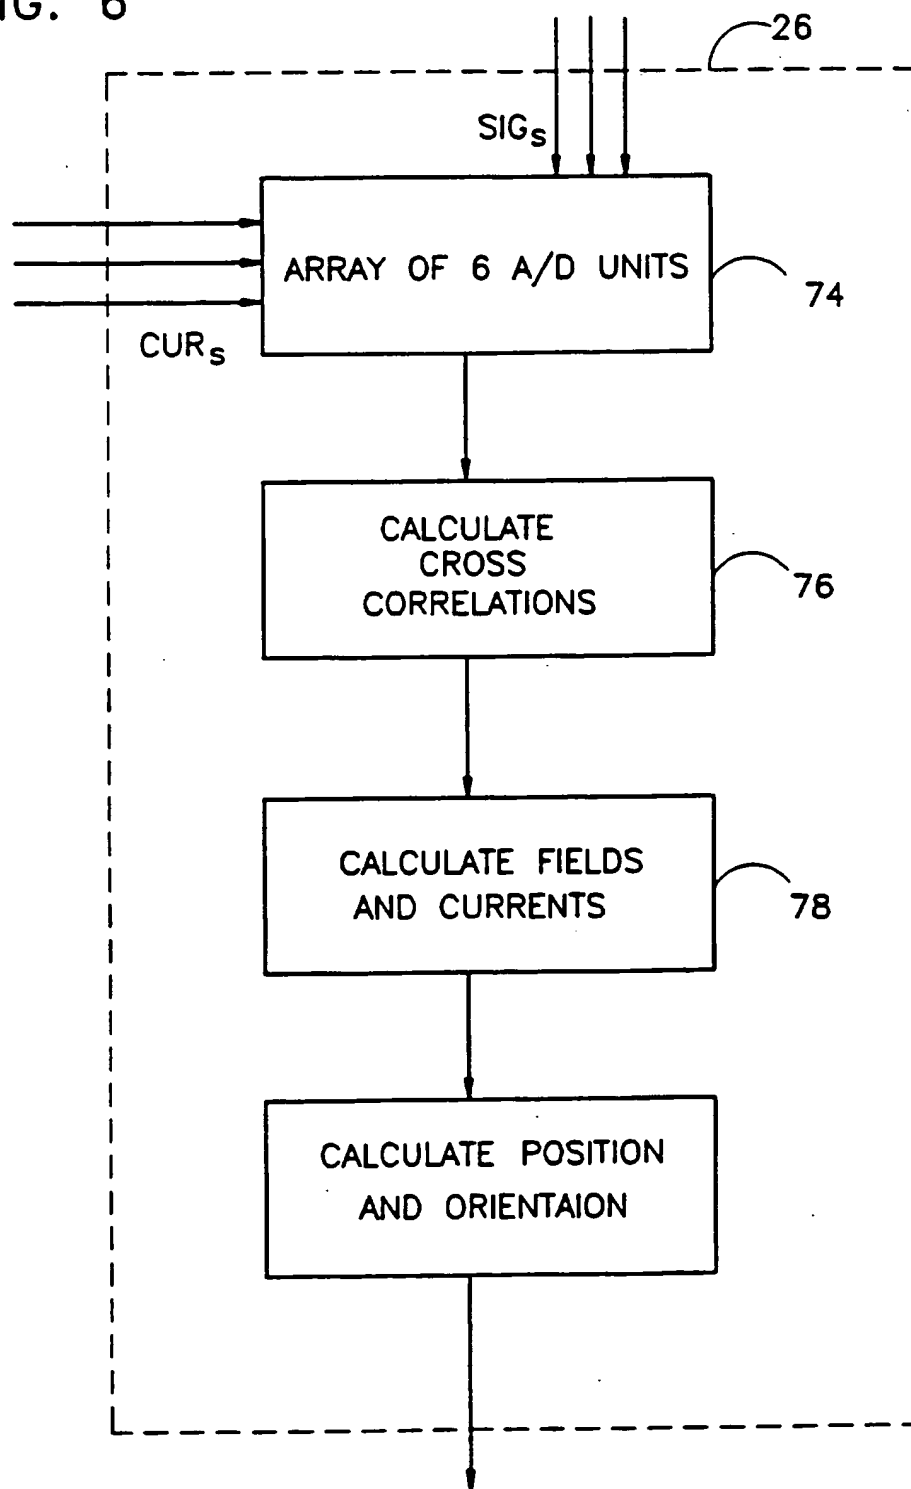 IG. 6
26
SIGs
ARRAY OF 6 A/D UNITS
74
CURs
CALCULATE
CROSS
CORRELATIONS
76
CALCULATE FIELDS
AND CURRENTS
78
CALCULATE POSITION
AND ORIENTAION